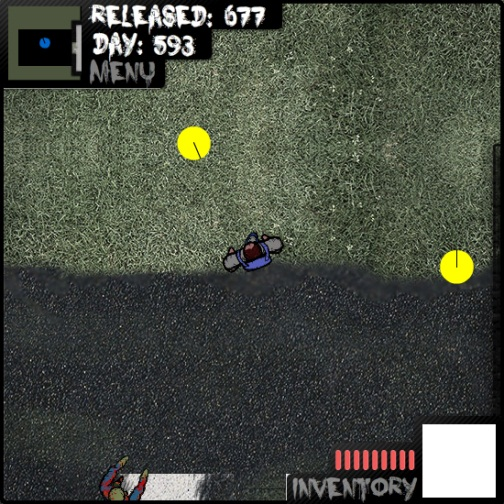 RELEASED: 677
DAY: 593
MENU
INVENTORY